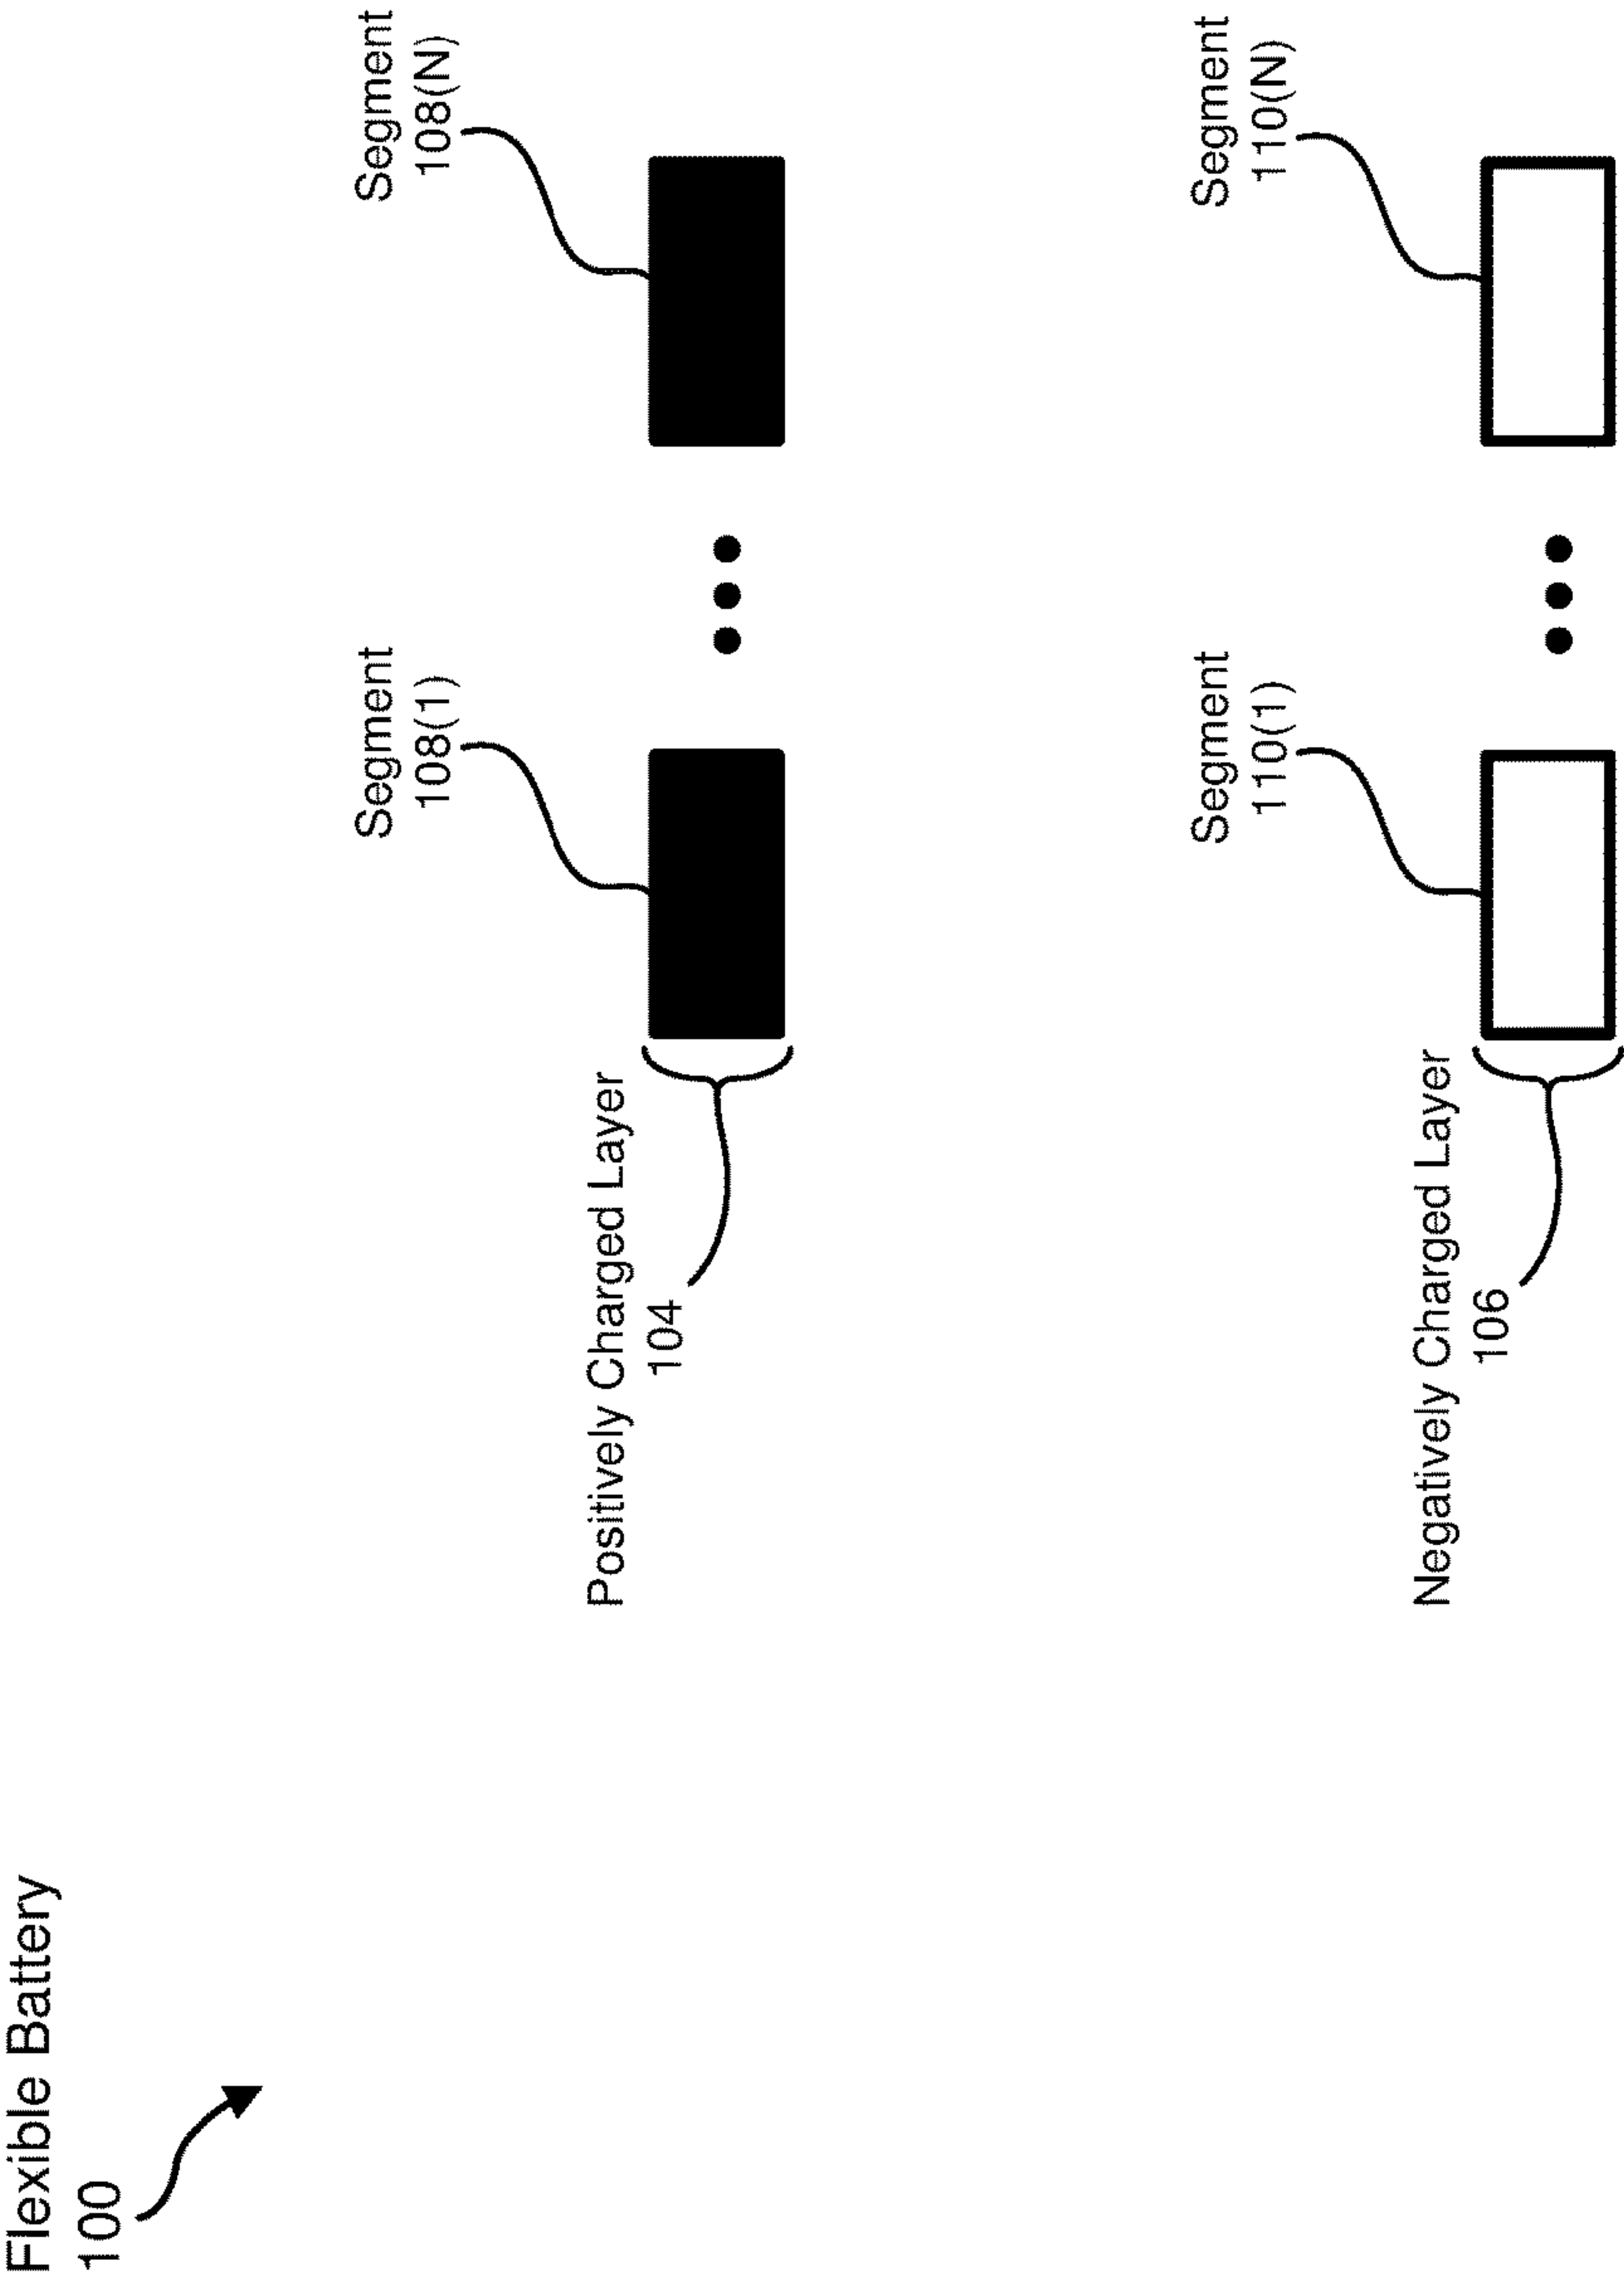 Flexible Battery
100
Segment
108(1)
Segment
108(N)
Positively Charged Layer
104
Segment
110(1)
Segment
110(N)
Negatively Charged Layer
106